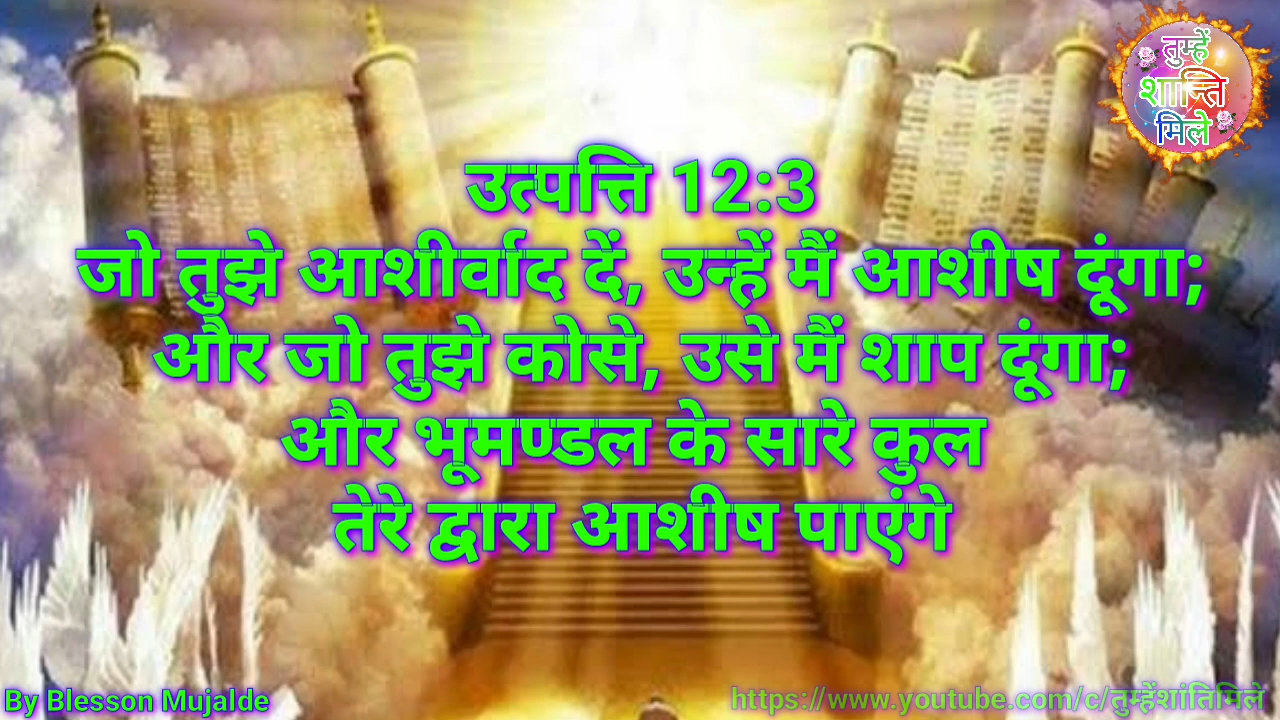 तुम्हें
शान्ति
मिले
उत्पत्ति 12:3
जो तुझे आशीर्वाद दें, उन्हें मैं आशीष दूंगा;
और जो तुझे कोसे, उसे मैं शाप दूंगा;
और भूमण्डल के सारे कुल
तेरे द्वारा आशीष पाएंगे
By Blesson Mujalde
https://www.youtube.com/c/तुम्हेंशांतिमिले